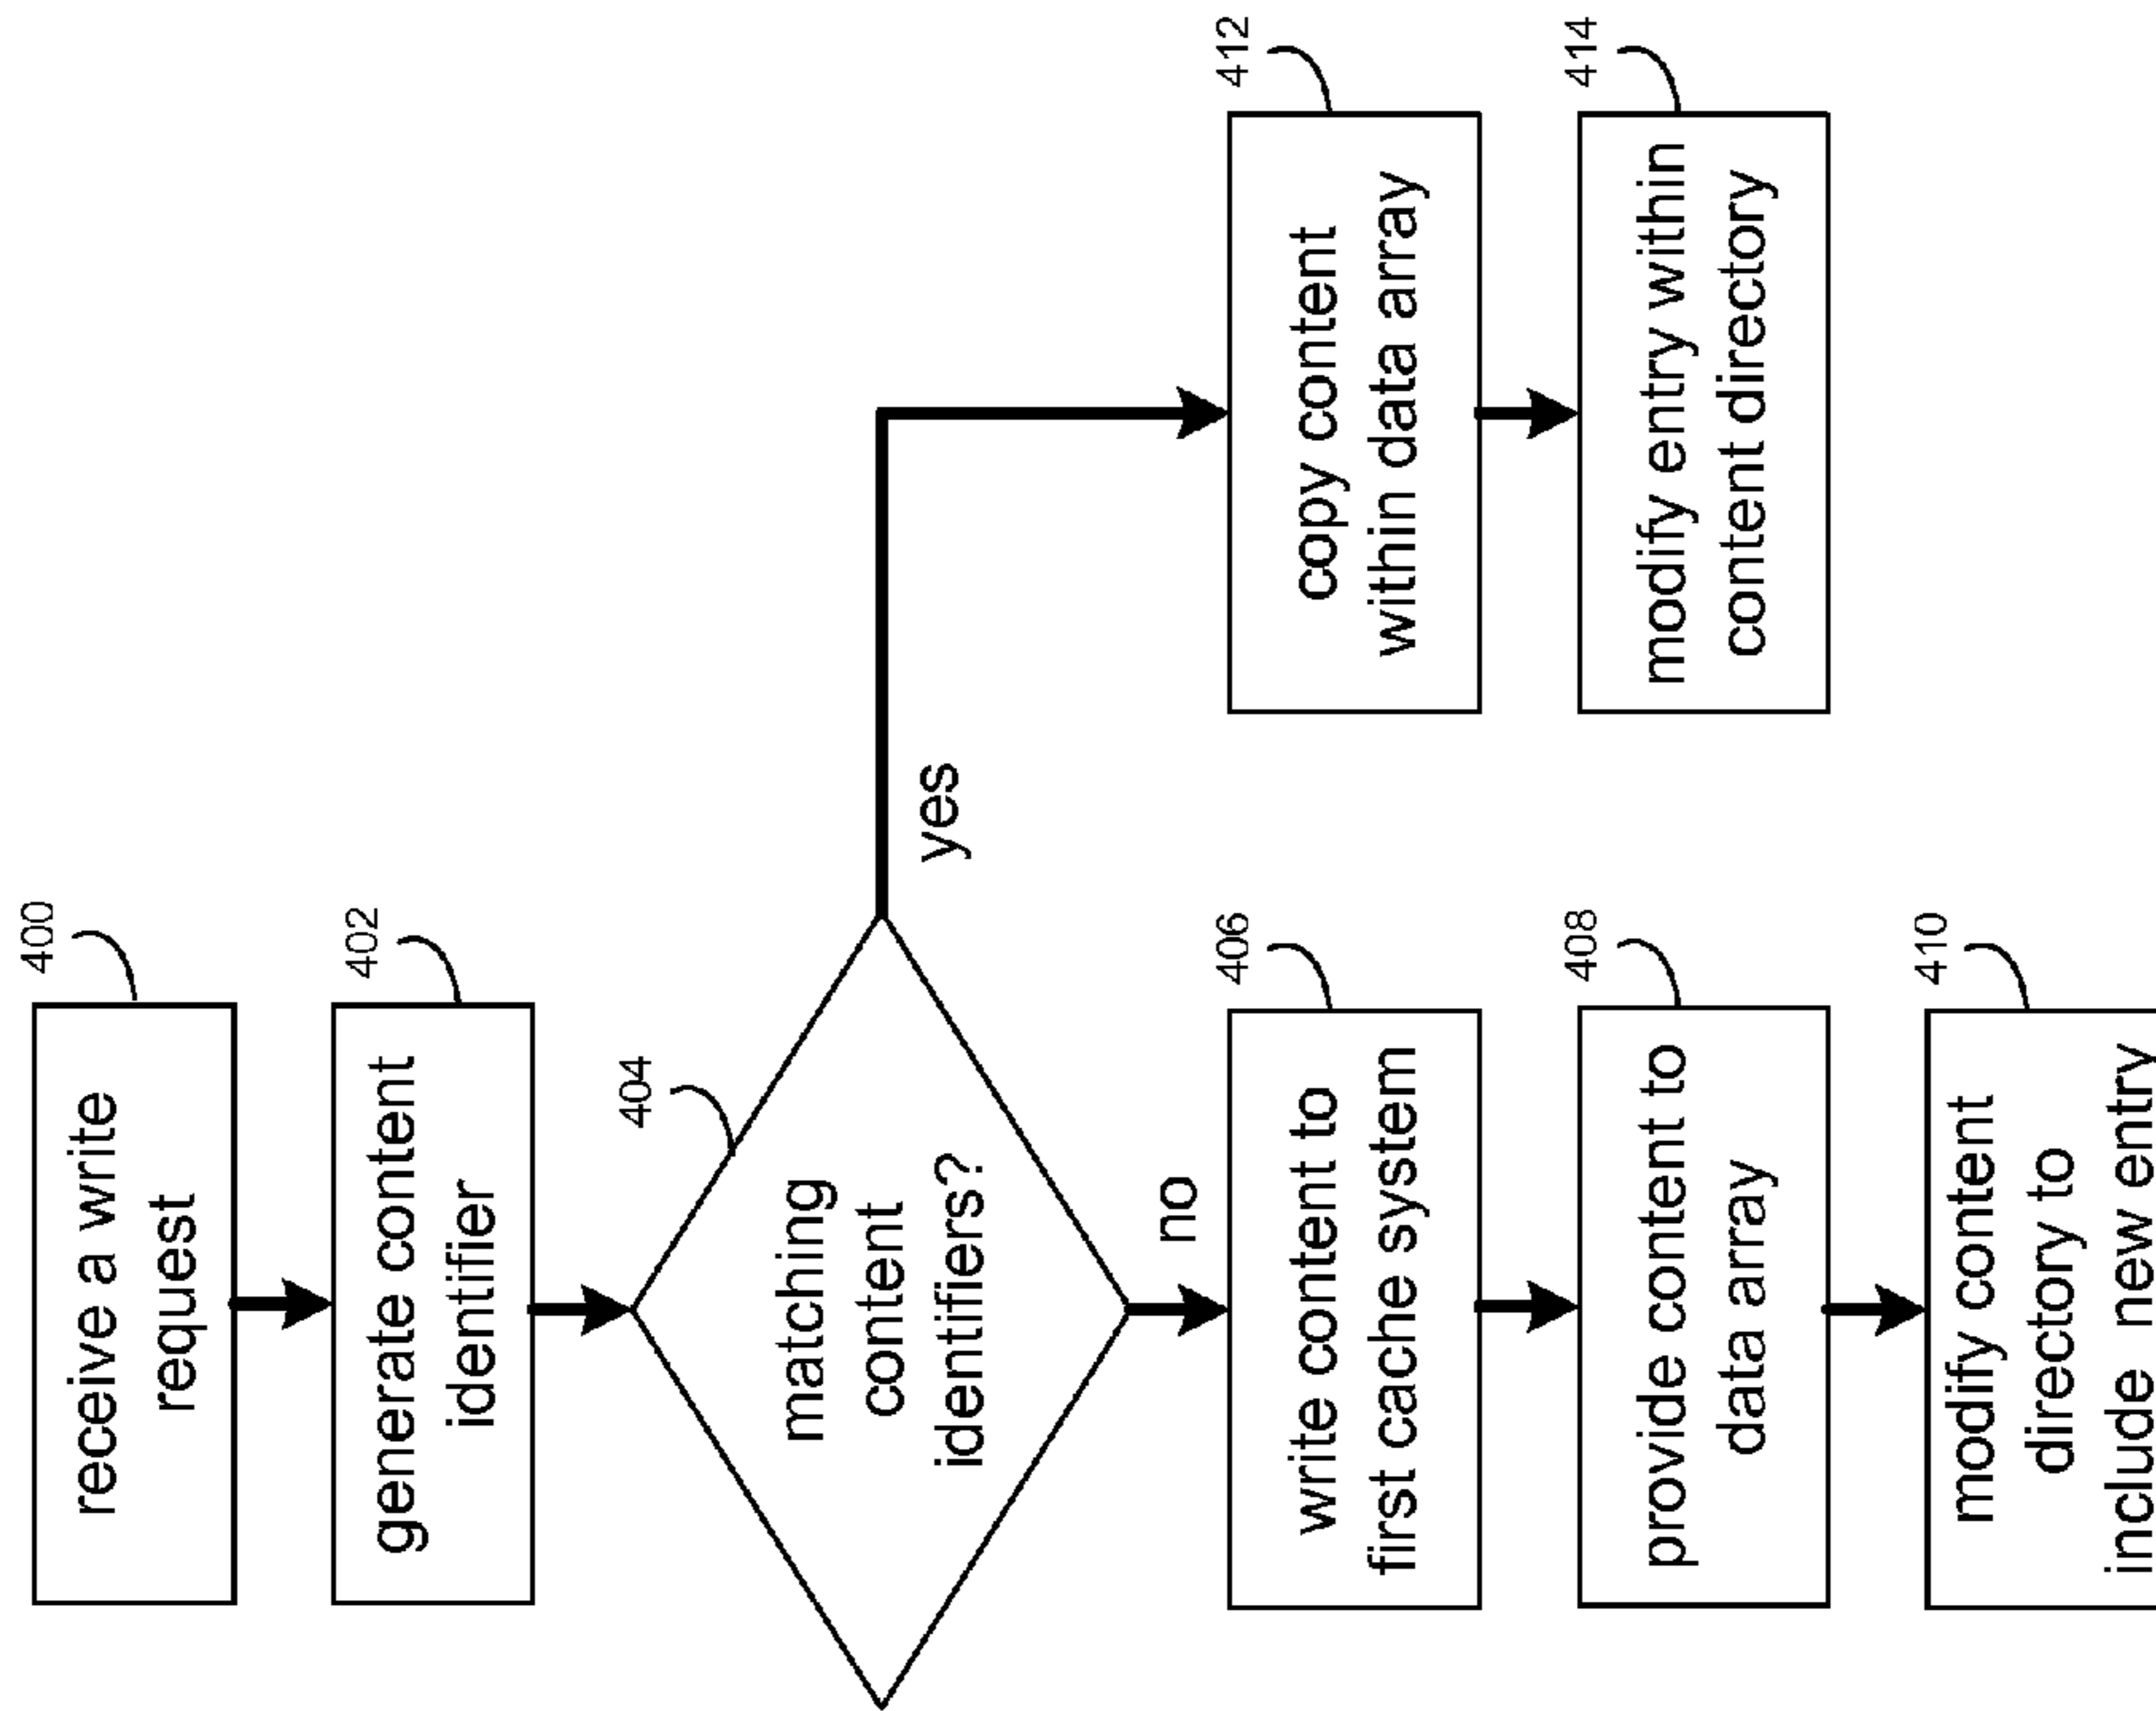 400
receive a write
request
402
generate content
identifier
404
matching
content
identifiers?
yes
no
406
write content to
first cache system
408
provide content to
data array
410
modify content
directory to
include new entry
412
copy content
within data array
414
modify entry within
content directory